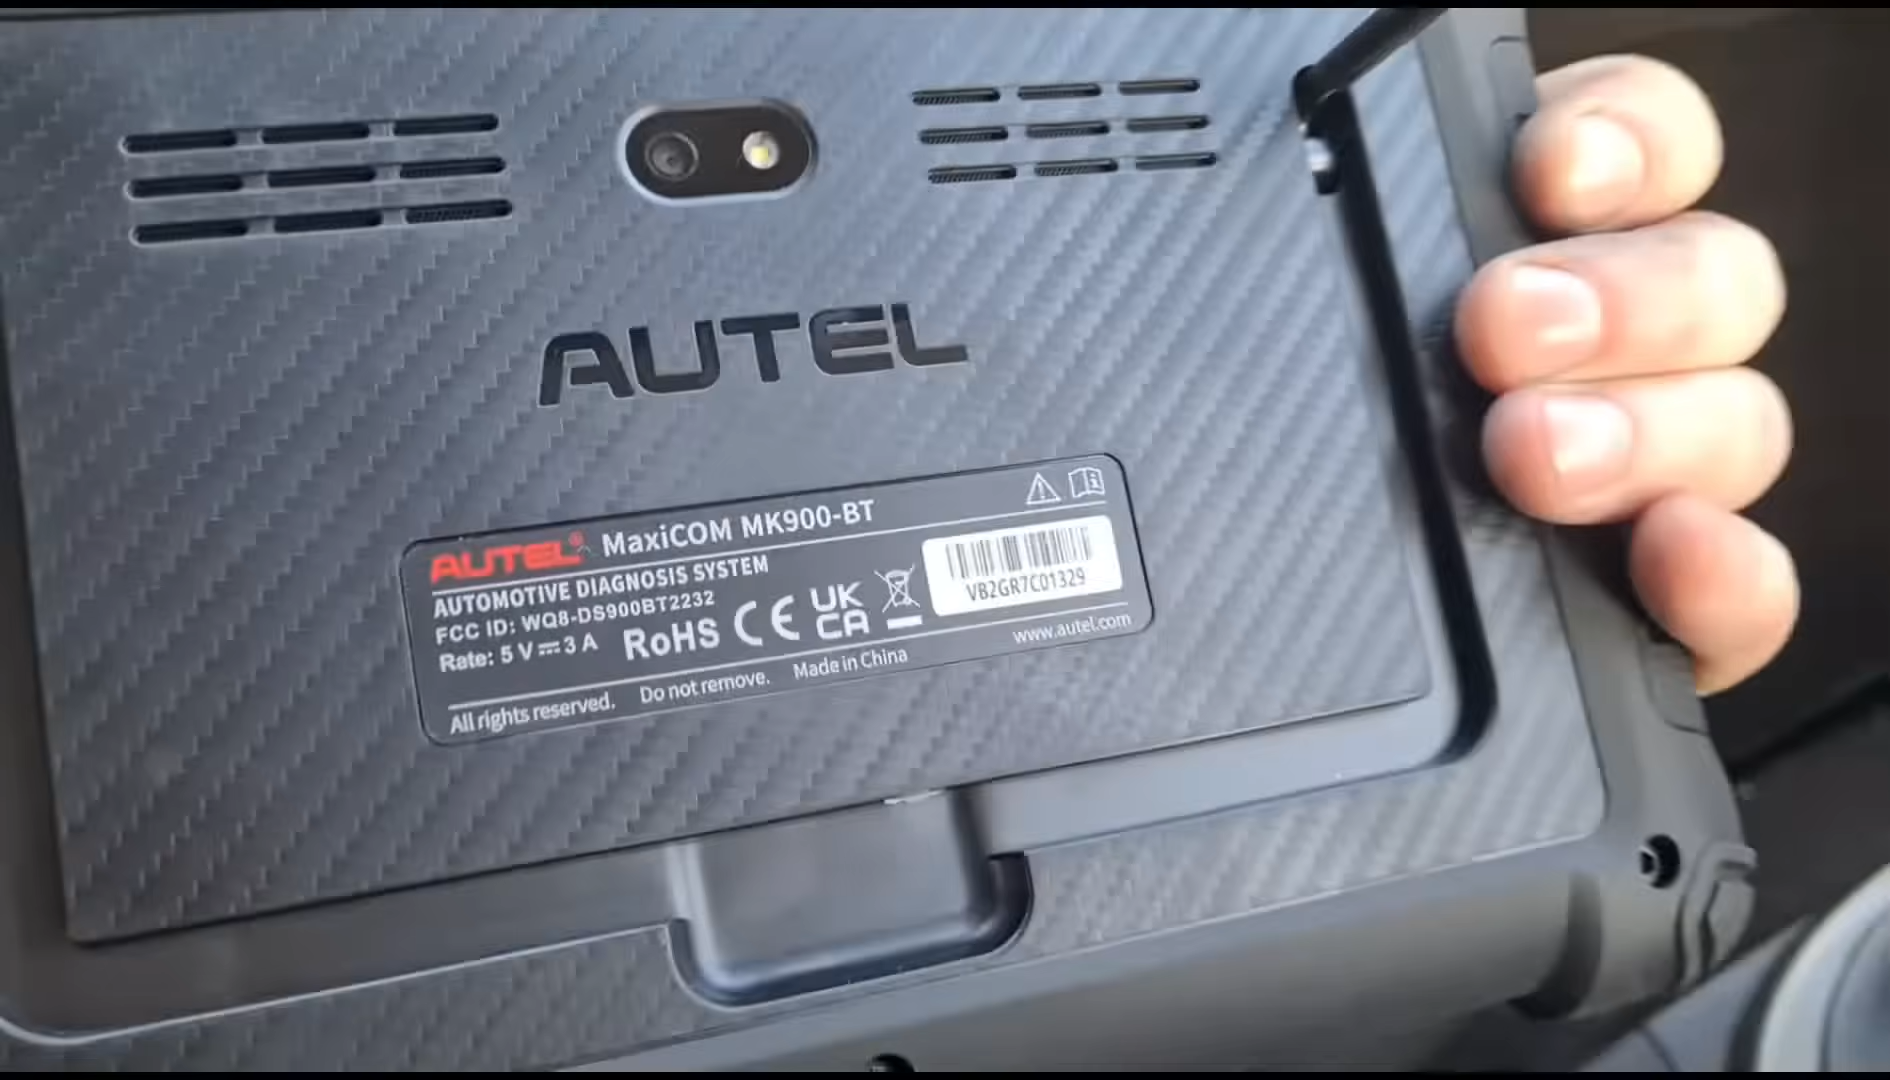 AUTEL
AUTEL® MaxiCOM MK900-BT
AUTOMOTIVE DIAGNOSIS SYSTEM
FCC ID: WQ8-DS900BT2232
Rate: 5 V⎓3 A
RoHS CE UK CA
VB2GR7C01329
www.autel.com
All rights reserved. Do not remove. Made in China